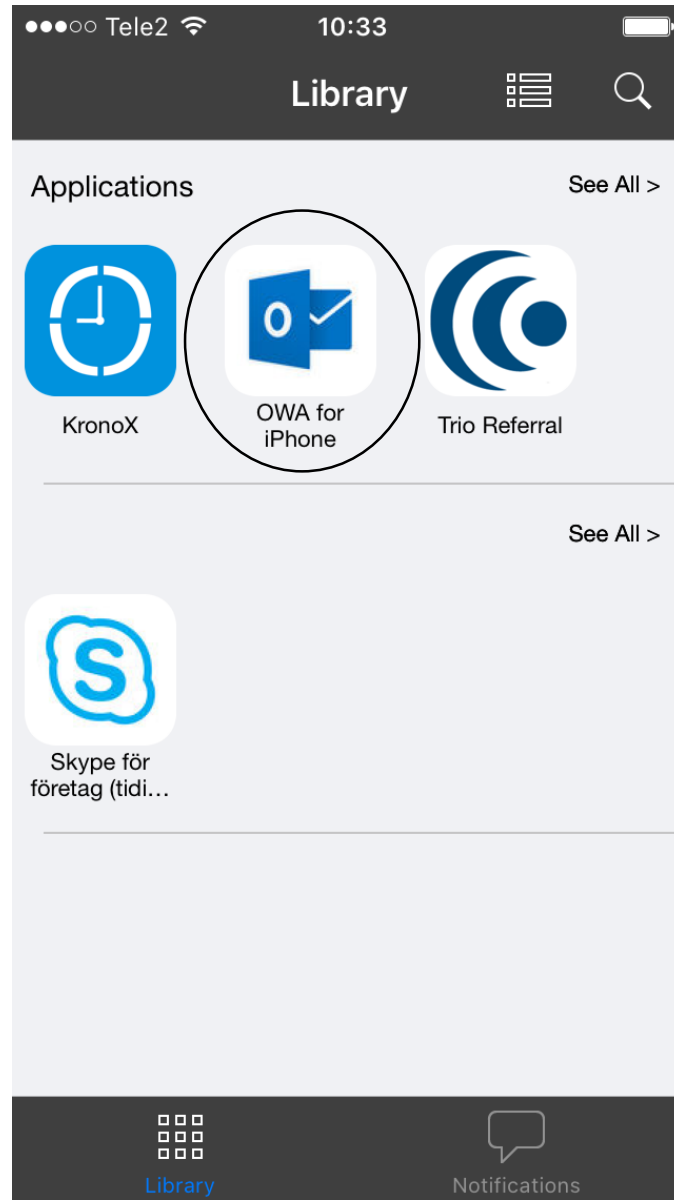 Tele2 10:33
Library
Applications See All >
KronoX
OWA for
iPhone
Trio Referral
See All >
Skype för
företag (tidi…
Library Notifications